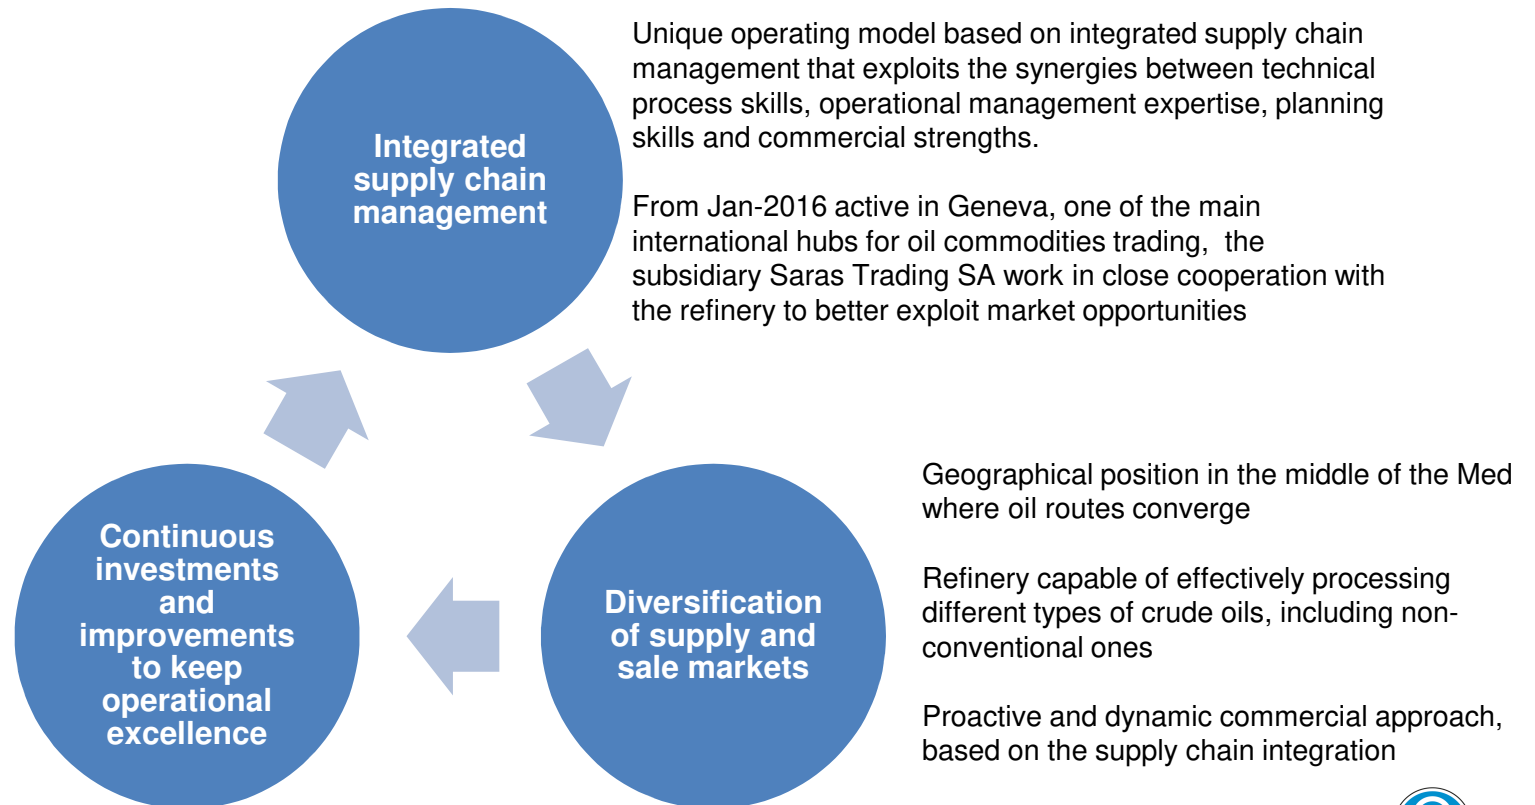 Integrated
supply chain
management
Unique operating model based on integrated supply chain
management that exploits the synergies between technical
process skills, operational management expertise, planning
skills and commercial strengths.
From Jan-2016 active in Geneva, one of the main
international hubs for oil commodities trading,  the
subsidiary Saras Trading SA work in close cooperation with
the refinery to better exploit market opportunities
Diversification
of supply and
sale markets
Geographical position in the middle of the Med
where oil routes converge
Refinery capable of effectively processing
different types of crude oils, including non-
conventional ones
Proactive and dynamic commercial approach,
based on the supply chain integration
Continuous
investments
and
improvements
to keep
operational
excellence